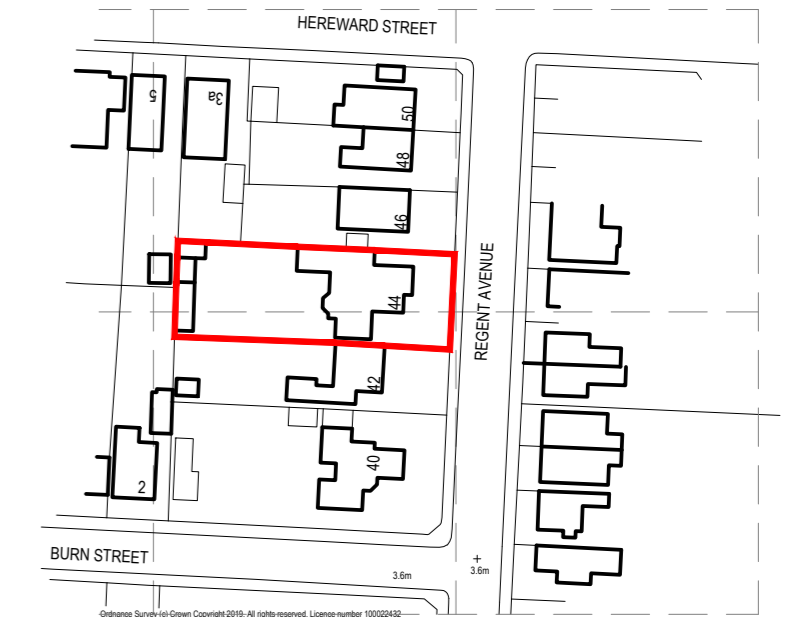 HEREWARD STREET
5
3a
50
48
46
44
REGENT AVENUE
42
40
2
BURN STREET
3.6m
+
3.6m
Ordnance Survey (c) Crown Copyright 2019. All rights reserved. Licence number 100022432